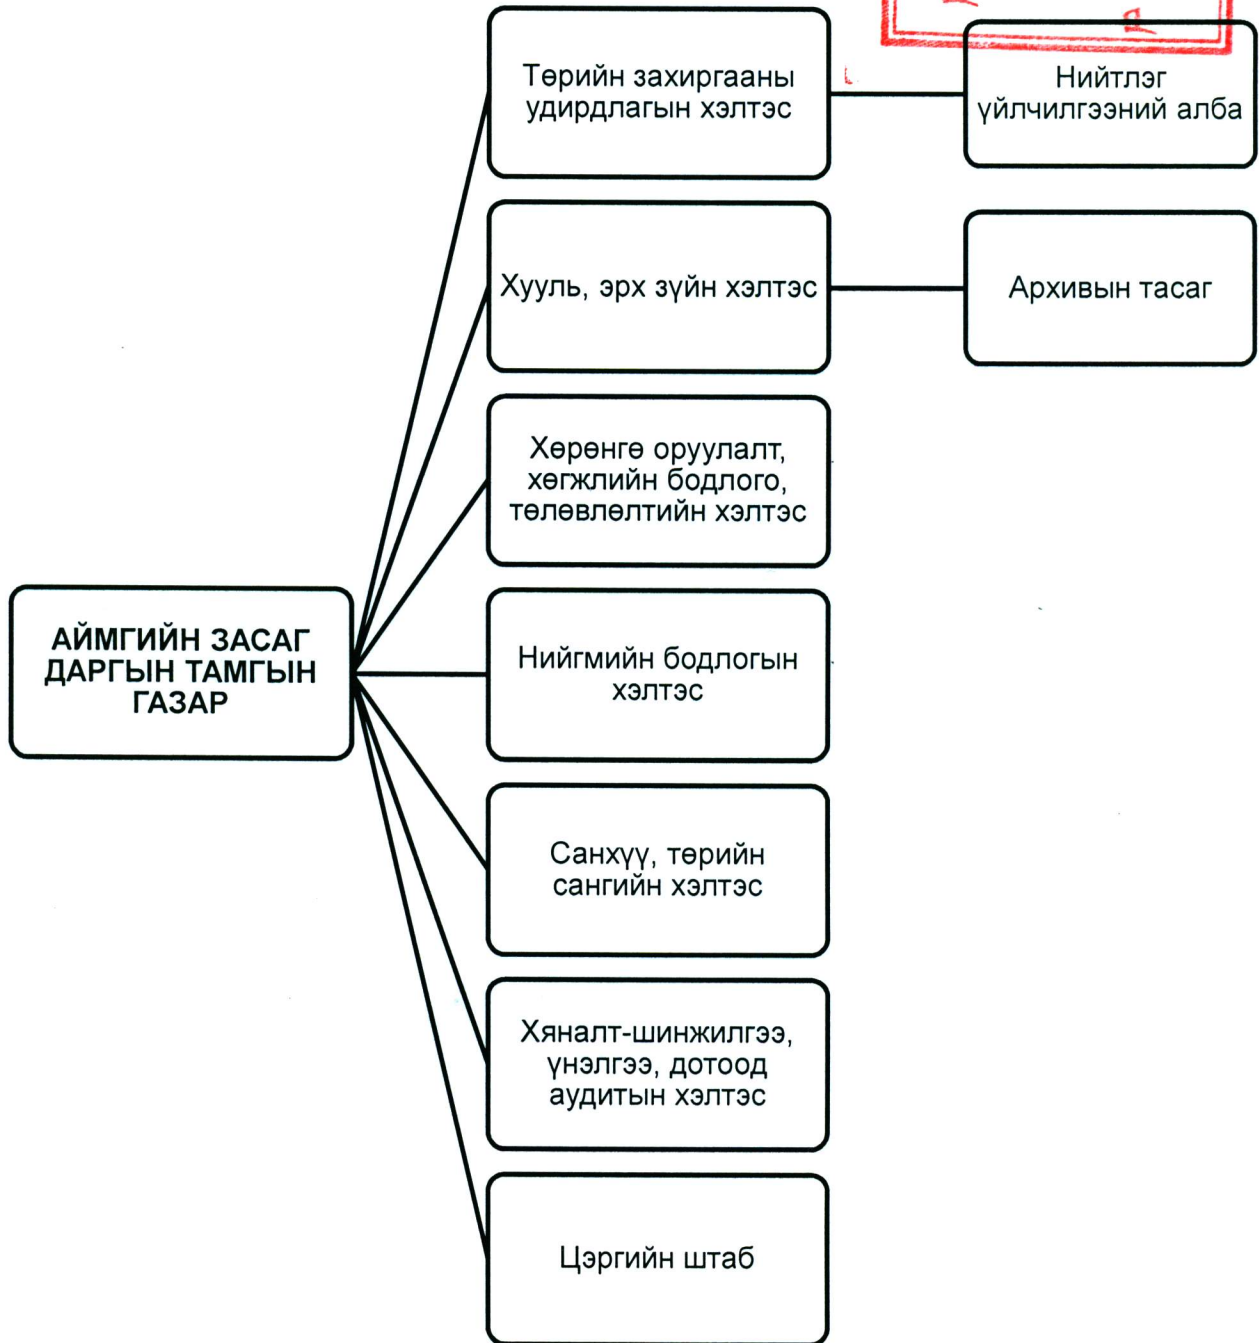 Төрийн захиргааны
удирдлагын хэлтэс
Нийтлэг
үйлчилгээний алба
Хууль, эрх зүйн хэлтэс
Архивын тасаг
Хөрөнгө оруулалт,
хөгжлийн бодлого,
төлөвлөлтийн хэлтэс
АЙМГИЙН ЗАСАГ
ДАРГЫН ТАМГЫН
ГАЗАР
Нийгмийн бодлогын
хэлтэс
Санхүү, төрийн
сангийн хэлтэс
Хяналт-шинжилгээ,
үнэлгээ, дотоод
аудитын хэлтэс
Цэргийн штаб